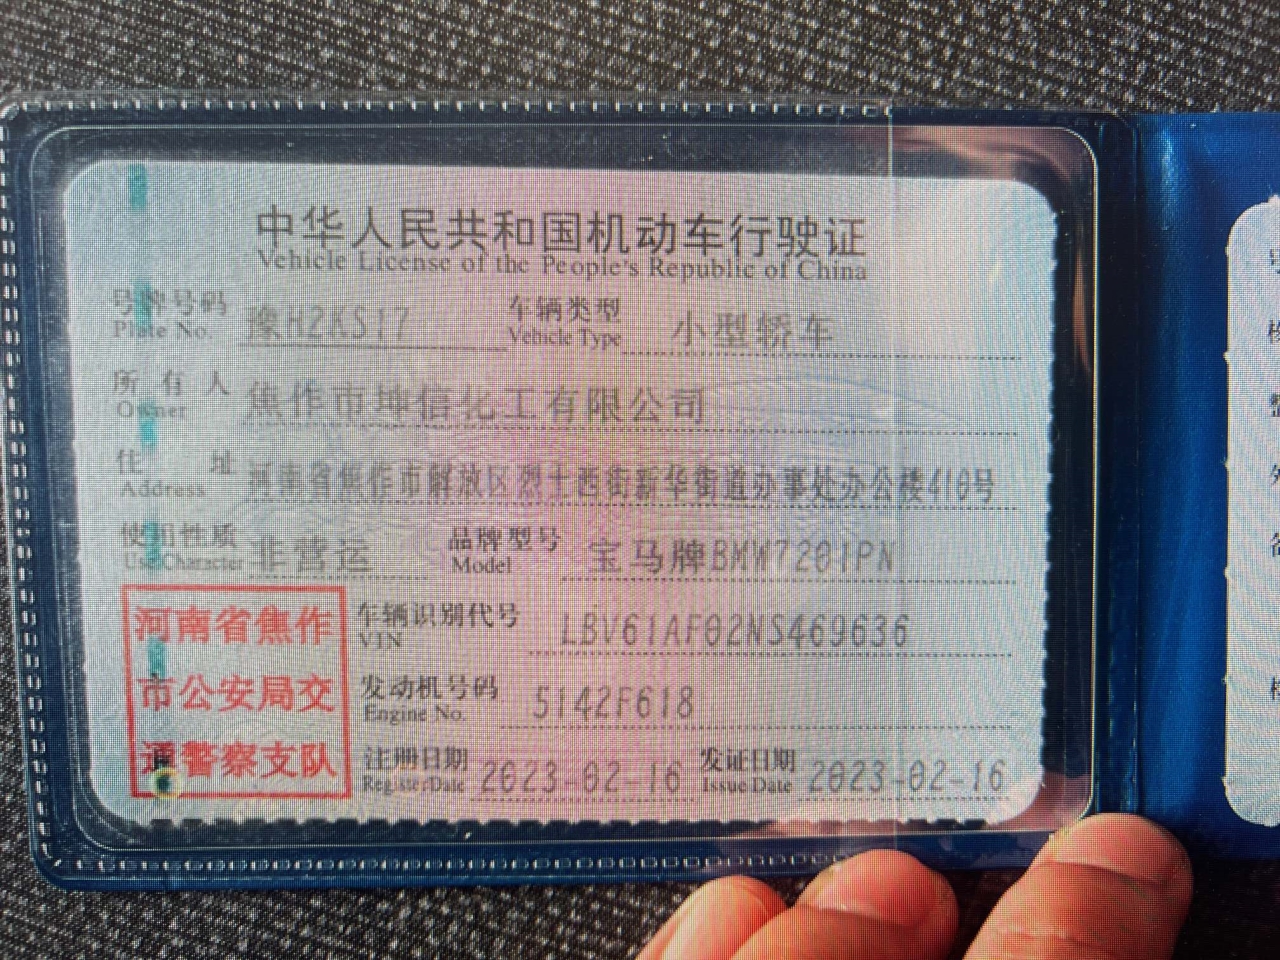 中华人民共和国机动车行驶证
Vehicle License of the People's Republic of China
号牌号码 豫H2KS17 车辆类型 小型轿车
Plate No. Vehicle Type
所有人 焦作市坤信化工有限公司
Owner
住址 河南省焦作市解放区烈士西街新华街道办事处办公楼410号
Address
使用性质 非营运 品牌型号 宝马牌BMW7201PN
Use Character Model
河南省焦作
市公安局交
通警察支队
车辆识别代号 LBV61AF02NS469636
VIN
发动机号码 5142F618
Engine No.
注册日期 2023-02-16 发证日期 2023-02-16
Register Date Issue Date